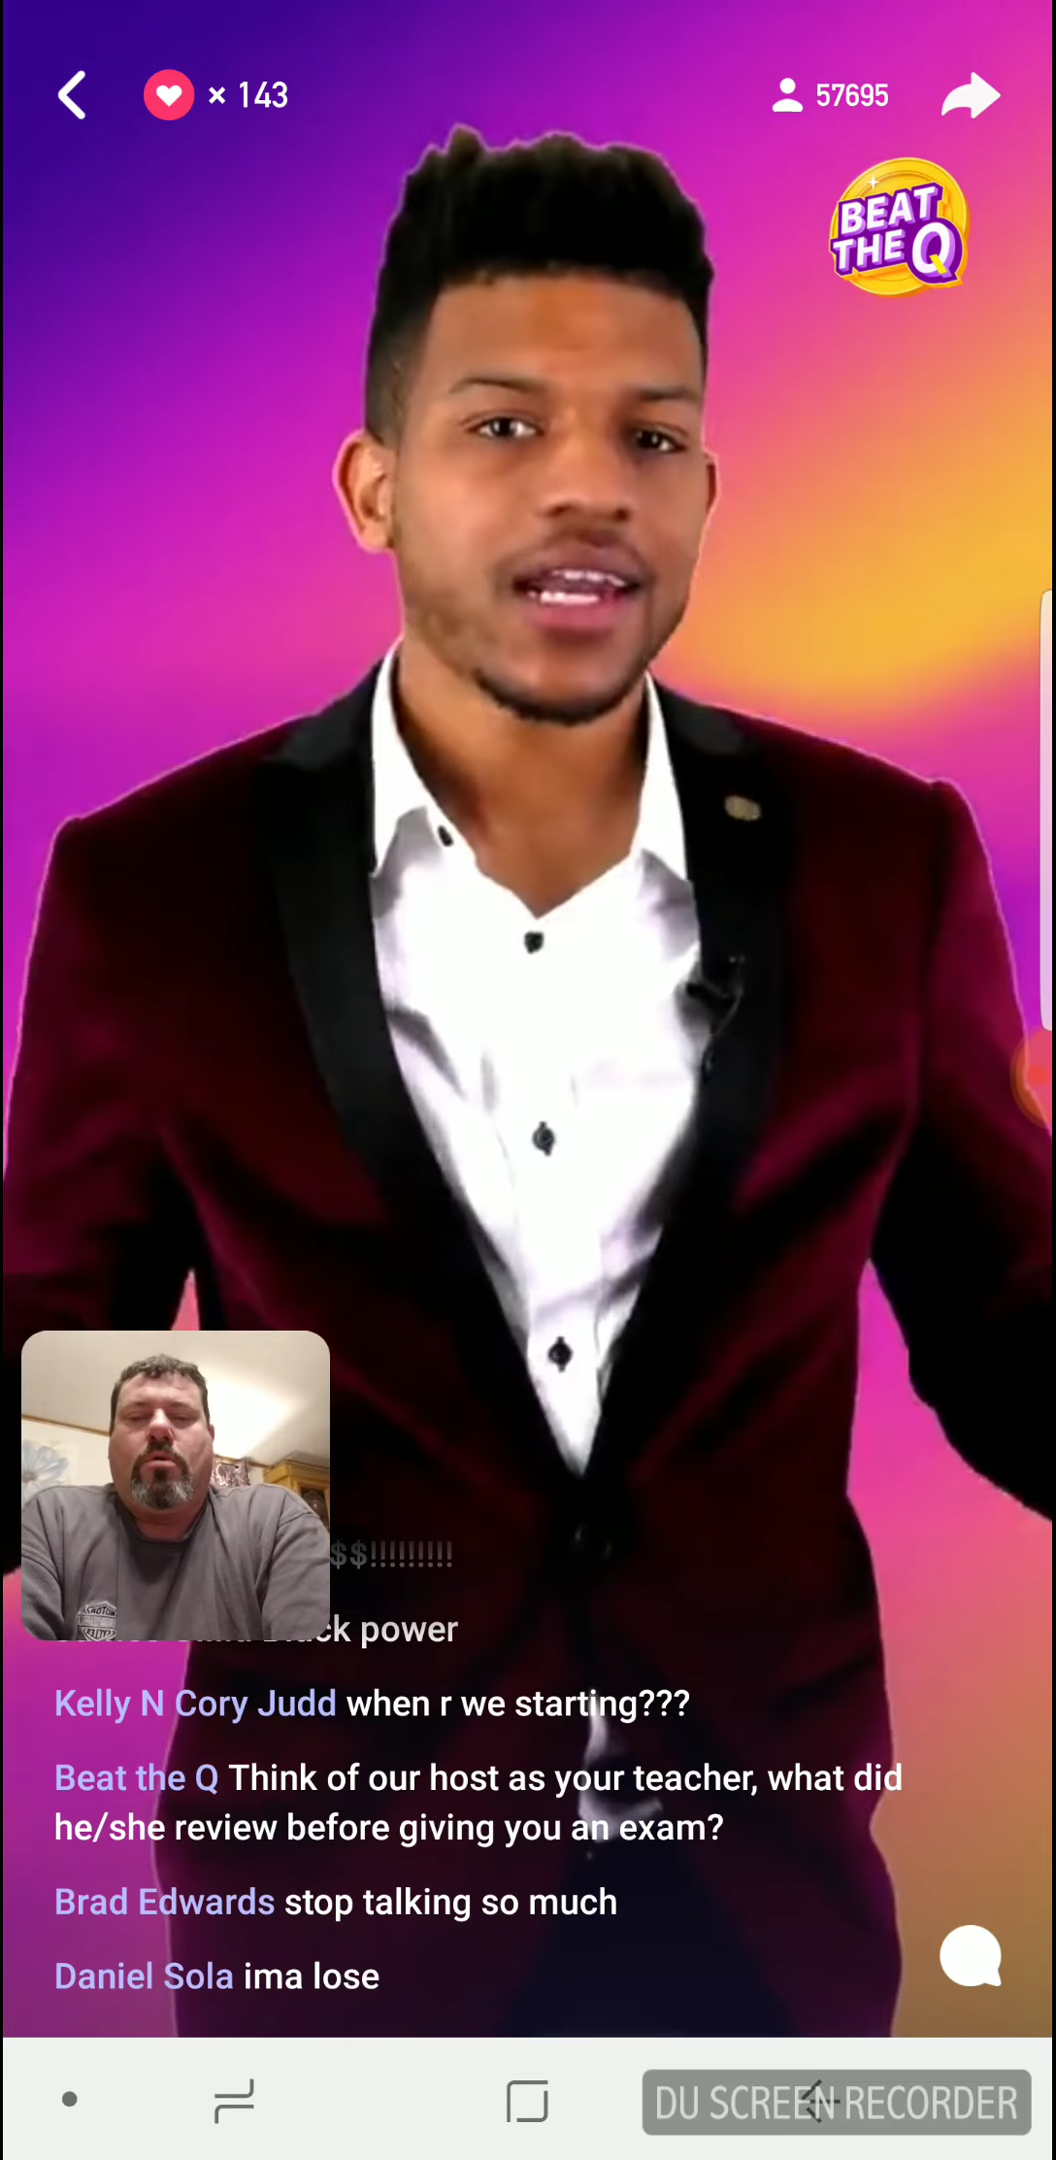 × 143
57695
BEAT
THE Q
$$!!!!!!!!!
power
Kelly N Cory Judd when r we starting???
Beat the Q Think of our host as your teacher, what did
he/she review before giving you an exam?
Brad Edwards stop talking so much
Daniel Sola ima lose
DU SCREEN RECORDER